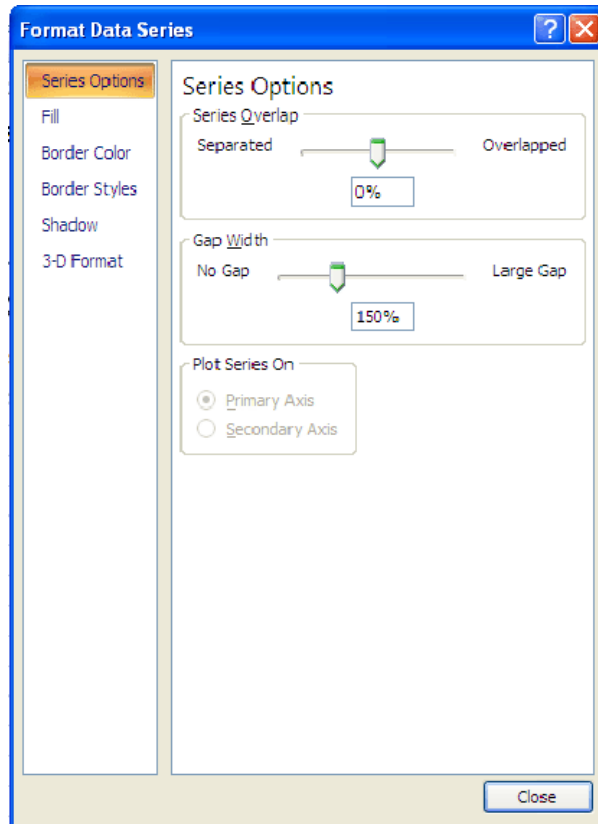 Format Data Series
Series Options
Fill
Border Color
Border Styles
Shadow
3-D Format
Series Options
Series Overlap
Separated Overlapped
0%
Gap Width
No Gap Large Gap
150%
Plot Series On
Primary Axis
Secondary Axis
Close